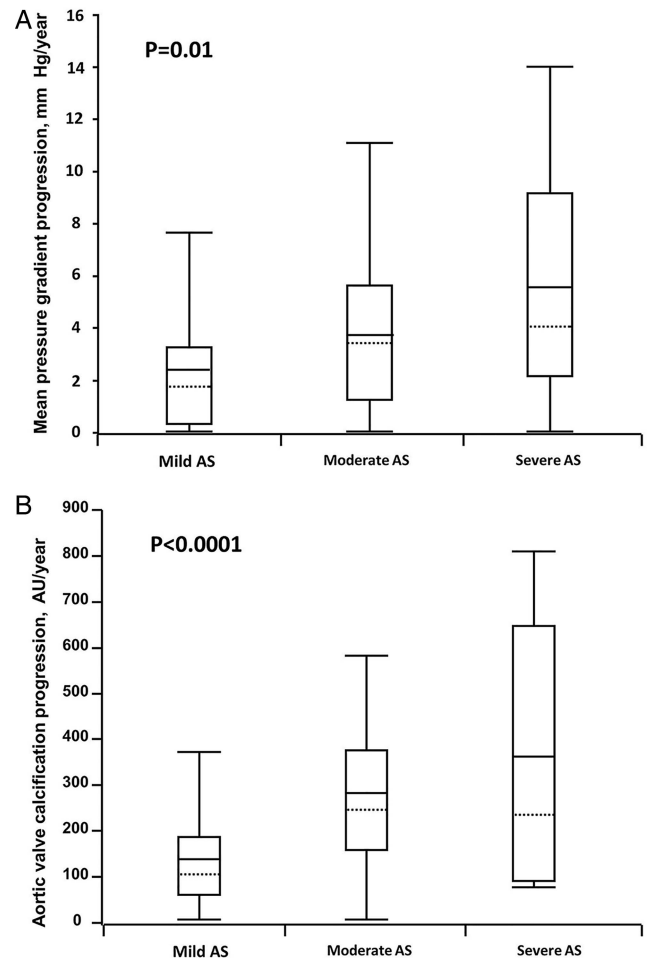 A
Mean pressure gradient progression, mm Hg/year
16
14
12
10
8
6
4
2
0
P=0.01
Mild AS
Moderate AS
Severe AS
B
Aortic valve calcification progression, AU/year
900
800
700
600
500
400
300
200
100
0
P<0.0001
Mild AS
Moderate AS
Severe AS